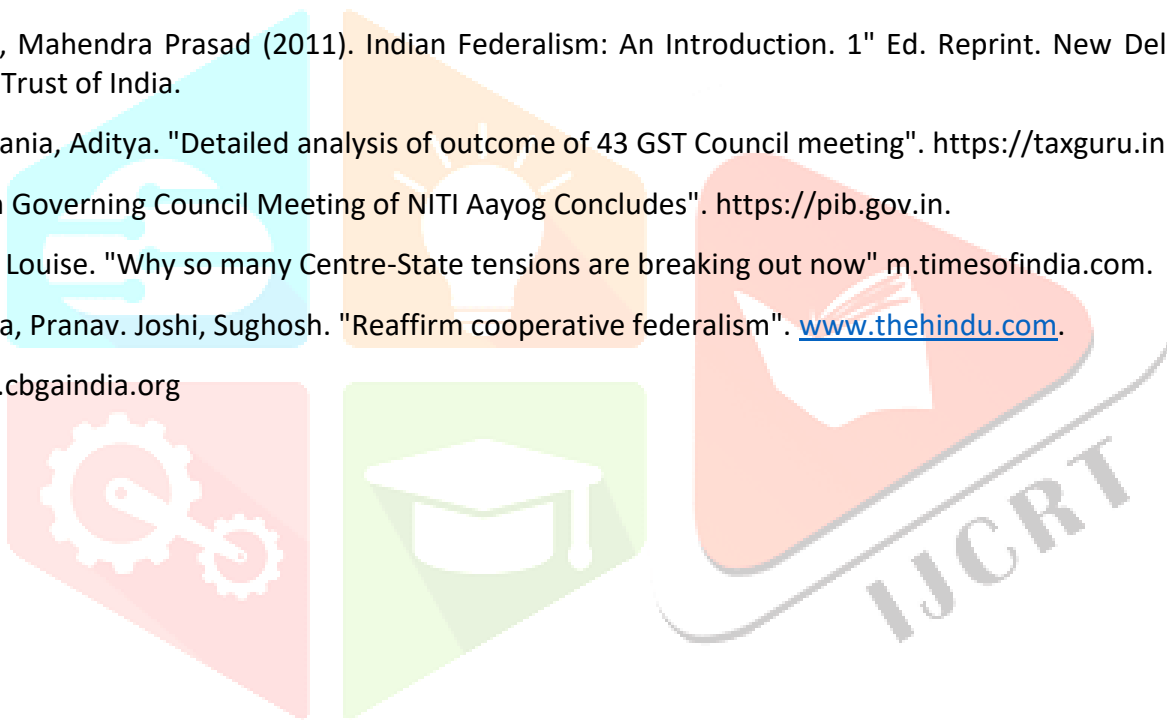 , Mahendra Prasad (2011). Indian Federalism: An Introduction. 1" Ed. Reprint. New Del
Trust of India.
ania, Aditya. "Detailed analysis of outcome of 43 GST Council meeting". https://taxguru.in
Governing Council Meeting of NITI Aayog Concludes". https://pib.gov.in.
Louise. "Why so many Centre-State tensions are breaking out now" m.timesofindia.com.
a, Pranav. Joshi, Sughosh. "Reaffirm cooperative federalism". www.thehindu.com.
.cbgaindia.org
IJCRT